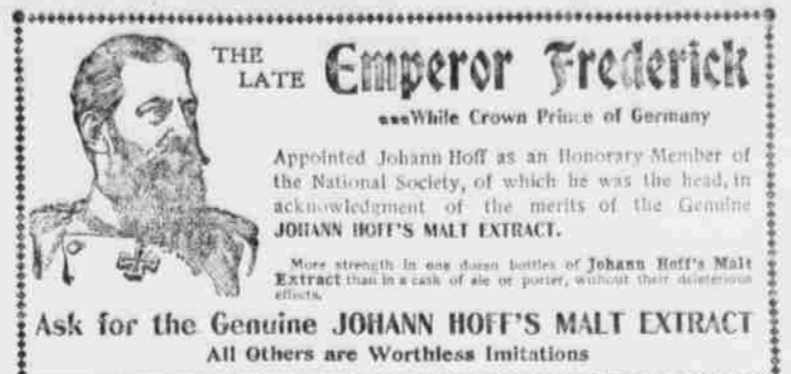 THE LATE Emperor Frederick
While Crown Prince of Germany
Appointed Johann Hoff as an Honorary Member of
the National Society, of which he was the head, in
acknowledgment of the merits of the Genuine
JOHANN HOFF'S MALT EXTRACT.
More strength in one dozen bottles of Johann Hoff's Malt
Extract than in a cask of ale or porter, without their deleterious
effects.
Ask for the Genuine JOHANN HOFF'S MALT EXTRACT
All Others are Worthless Imitations